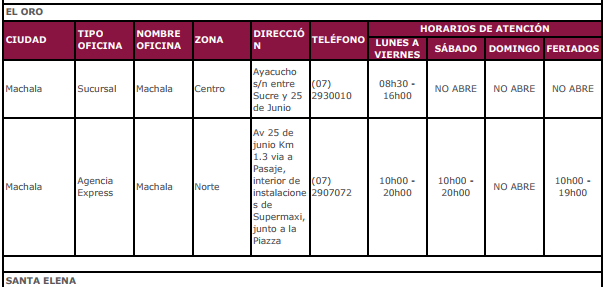 EL ORO
HORARIOS DE ATENCIÓN
CIUDAD
TIPO
OFICINA
NOMBRE
OFICINA
ZONA
DIRECCIÓ
N
TELÉFONO
LUNES A
VIERNES
SÁBADO
DOMINGO
FERIADOS
Machala
Sucursal
Machala
Centro
Ayacucho
s/n entre
Sucre y 25
de Junio
(07)
2930010
08h30 -
16h00
NO ABRE
NO ABRE
NO ABRE
Machala
Agencia
Express
Machala
Norte
Av 25 de
junio Km
1.3 via a
Pasaje,
interior de
instalacione
s de
Supermaxi,
junto a la
Piazza
(07)
2907072
10h00 -
20h00
10h00 -
20h00
NO ABRE
10h00 -
19h00
SANTA ELENA